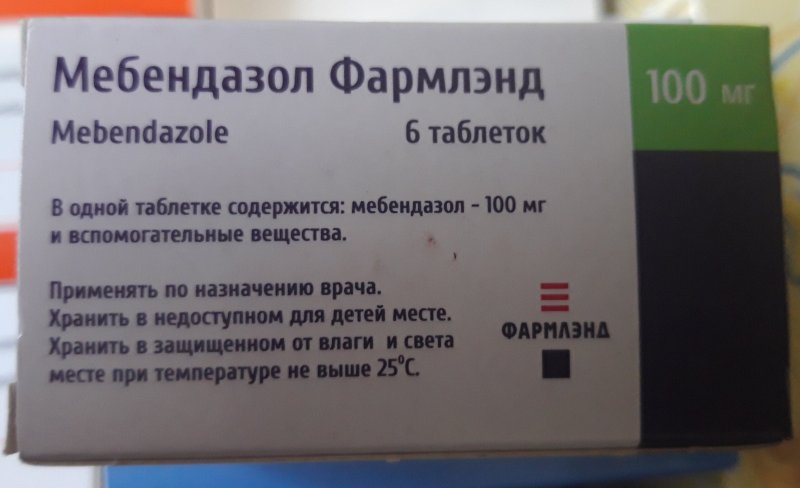 Мебендазол Фармлэнд
100 мг
Mebendazole 6 таблеток
В одной таблетке содержится: мебендазол - 100 мг
и вспомогательные вещества.
Применять по назначению врача.
Хранить в недоступном для детей месте.
Хранить в защищенном от влаги и света
месте при температуре не выше 25⁰С.
ФАРМЛЭНД